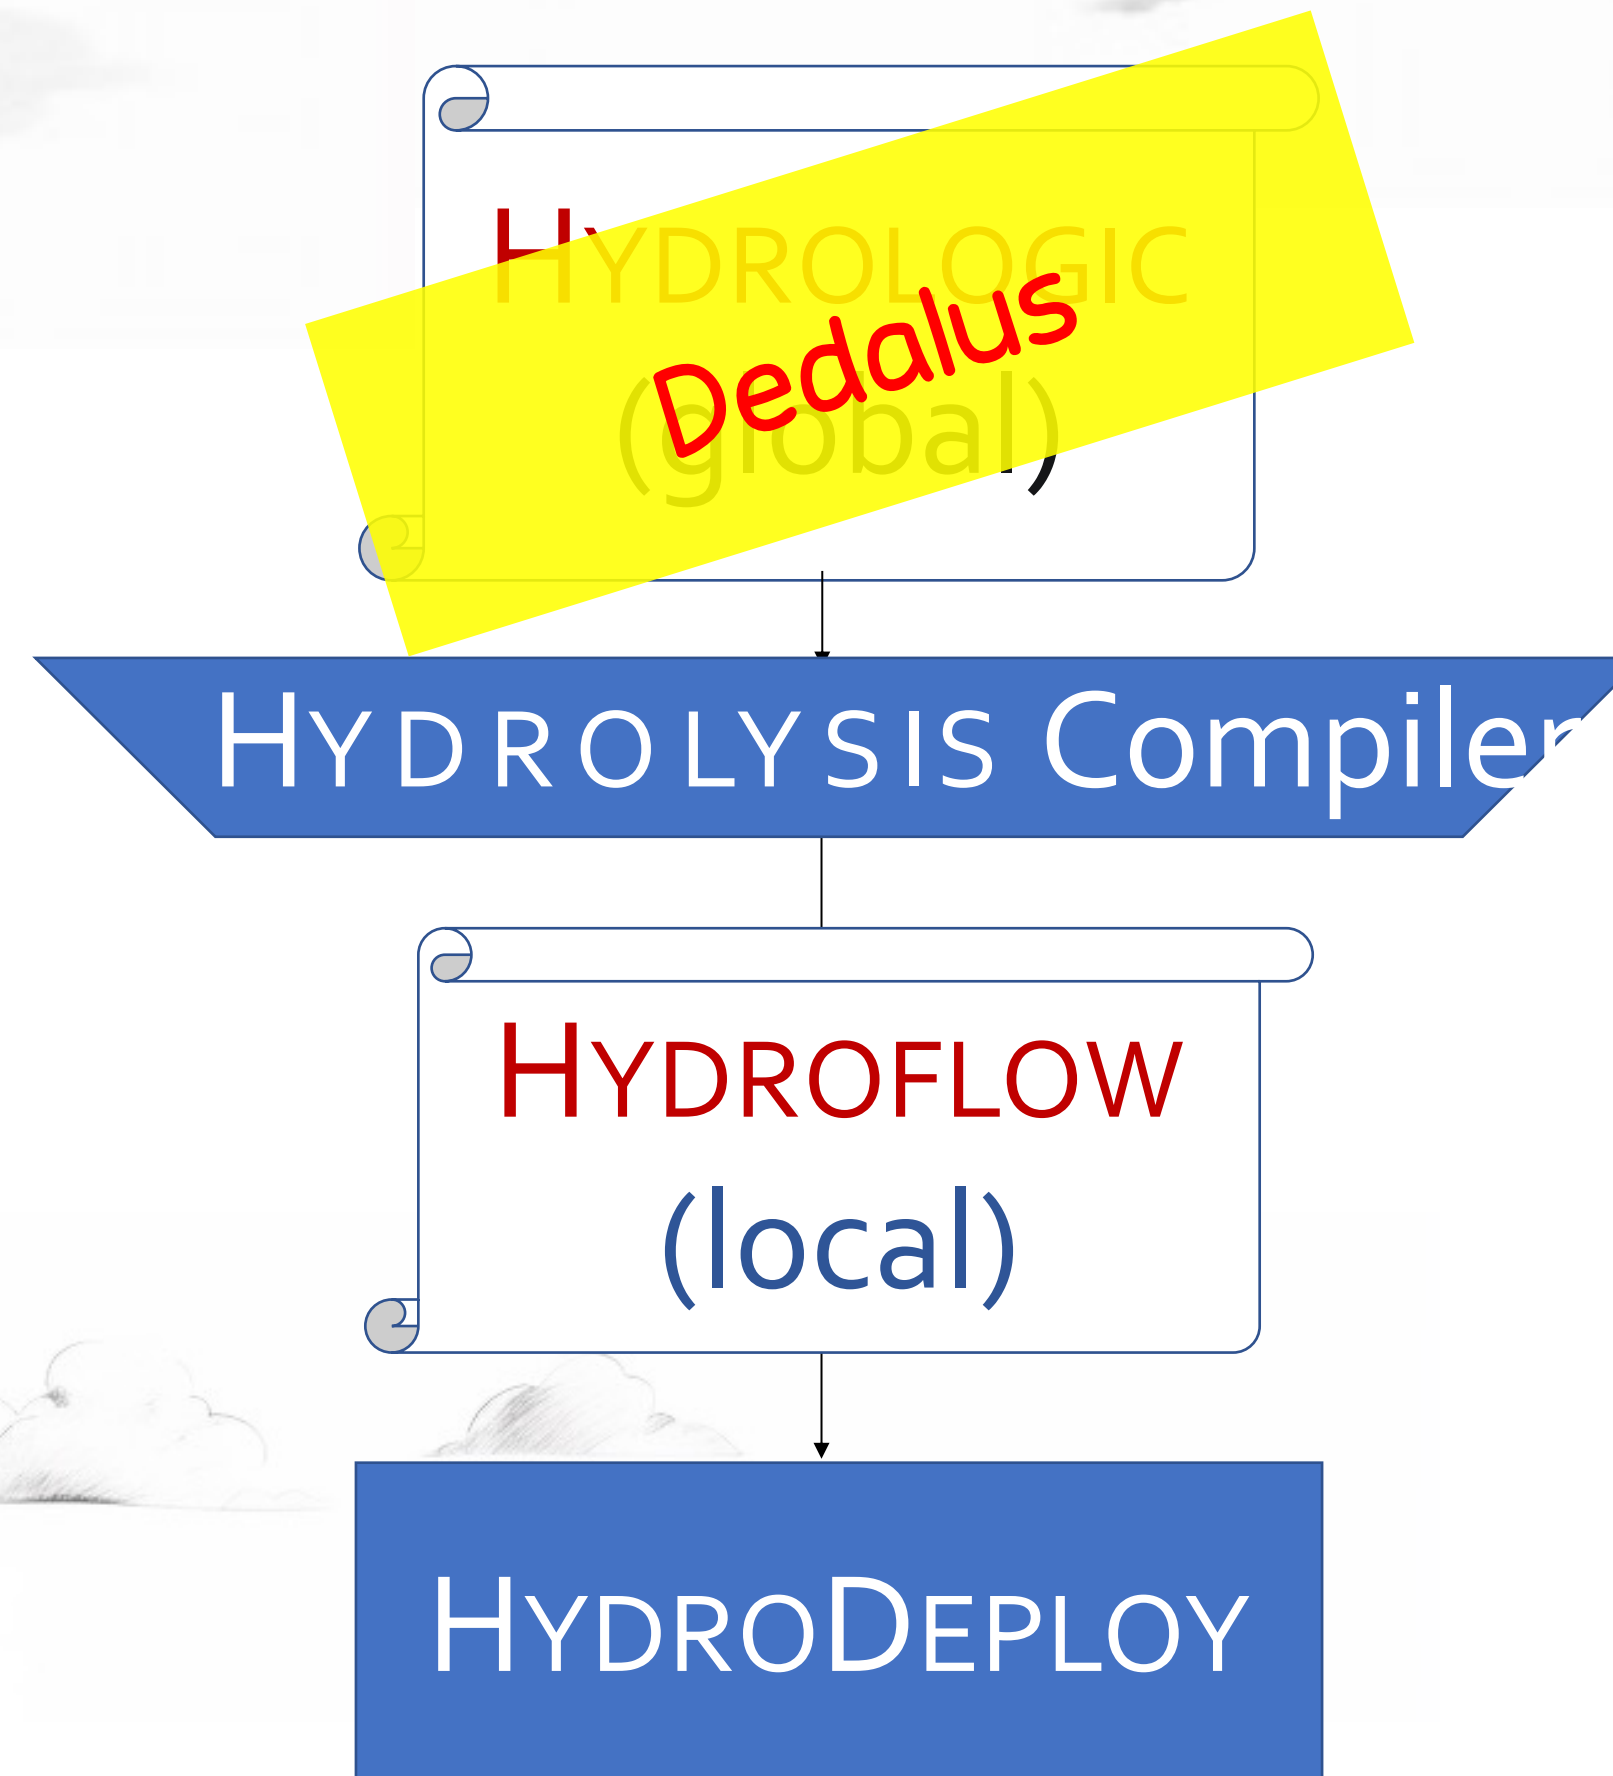 HYDROLOGIC
Dedalus
(global)
HYDROLYSIS Compiler
HYDROFLOW
(local)
HYDRODEPLOY